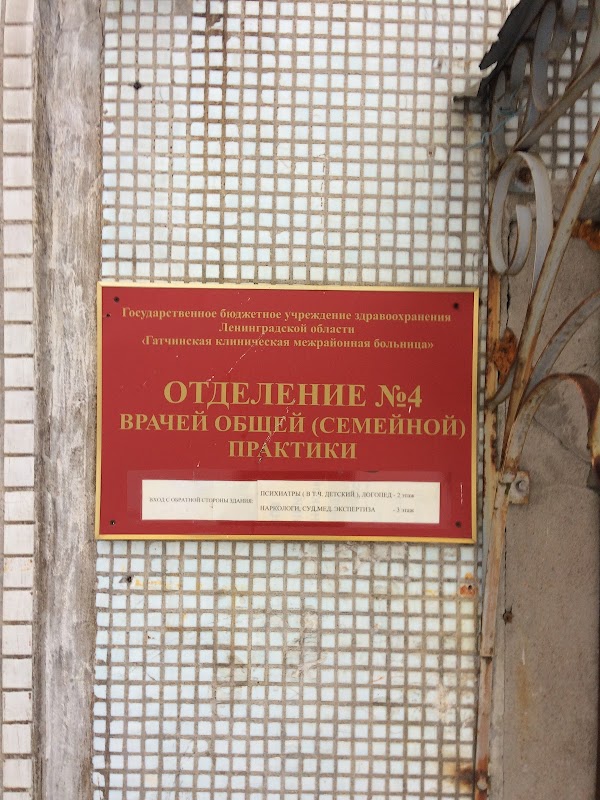 Государственное бюджетное учреждение здравоохранения
Ленинградской области
«Гатчинская клиническая межрайонная больница»
ОТДЕЛЕНИЕ №4
ВРАЧЕЙ ОБЩЕЙ (СЕМЕЙНОЙ)
ПРАКТИКИ
ВХОД С ОБРАТНОЙ СТОРОНЫ ЗДАНИЯ:
ПСИХИАТРЫ ( В Т.Ч. ДЕТСКИЙ ), ЛОГОПЕД - 2 этаж
НАРКОЛОГИ, СУД.МЕД. ЭКСПЕРТИЗА - 3 этаж